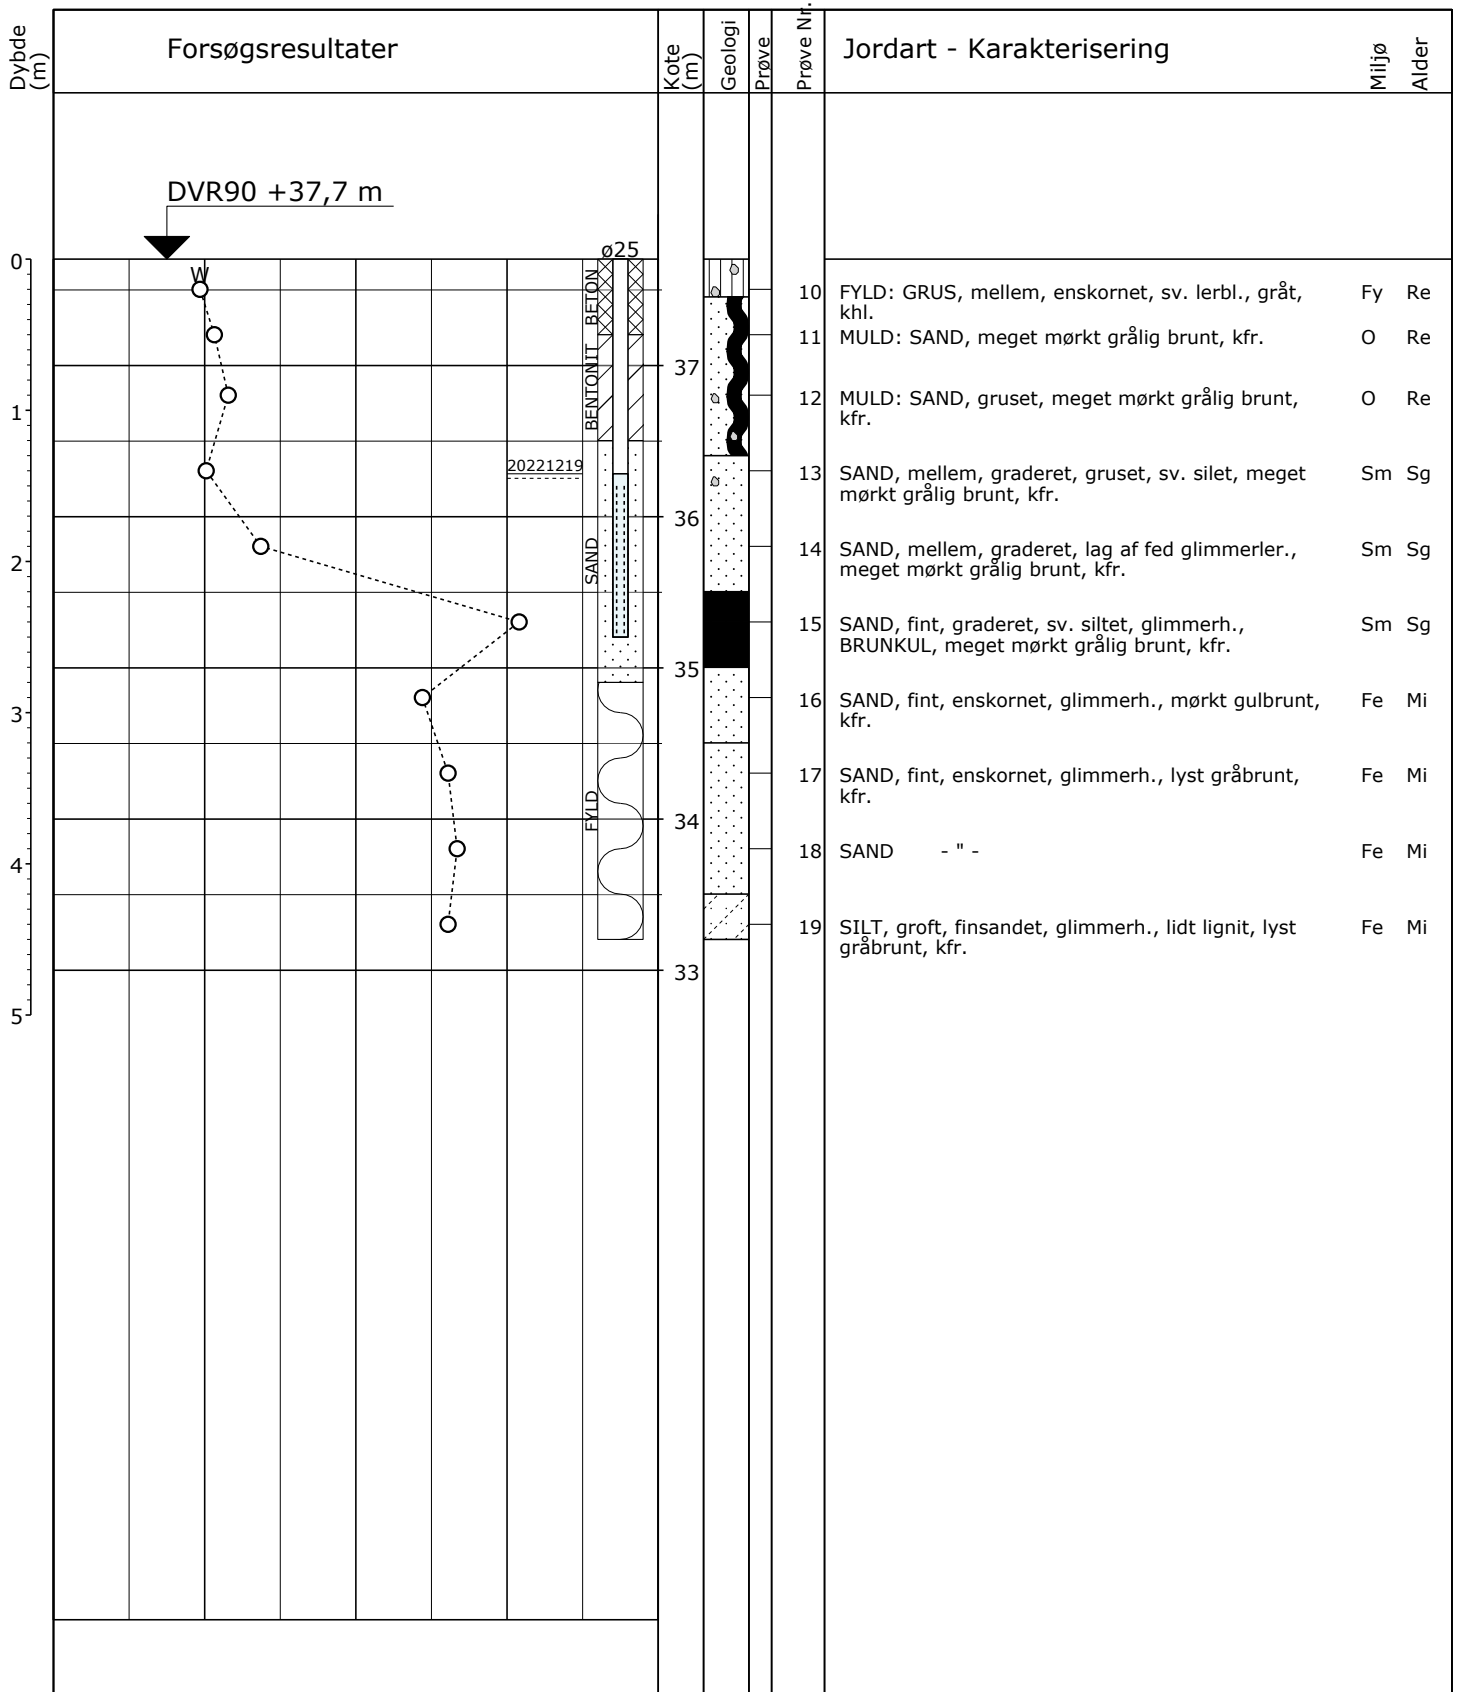 Dybde
(m)
Forsøgsresultater
Kote
(m)
Geologi
Prøve
Prøve Nr.
Jordart - Karakterisering
Miljø
Alder
DVR90 +37,7 m
ø25
0
W
BETON
10 FYLD: GRUS, mellem, enskornet, sv. lerbl., gråt, Fy Re
khl.
11 MULD: SAND, meget mørkt grålig brunt, kfr. O Re
37
BENTONIT
1
12 MULD: SAND, gruset, meget mørkt grålig brunt, O Re
kfr.
20221219
13 SAND, mellem, graderet, gruset, sv. silet, meget Sm Sg
mørkt grålig brunt, kfr.
36
SAND
2
14 SAND, mellem, graderet, lag af fed glimmerler., Sm Sg
meget mørkt grålig brunt, kfr.
15 SAND, fint, graderet, sv. siltet, glimmerh., Sm Sg
BRUNKUL, meget mørkt grålig brunt, kfr.
35
3
16 SAND, fint, enskornet, glimmerh., mørkt gulbrunt, Fe Mi
kfr.
17 SAND, fint, enskornet, glimmerh., lyst gråbrunt, Fe Mi
kfr.
FYLD
34
4
18 SAND - " - Fe Mi
19 SILT, groft, finsandet, glimmerh., lidt lignit, lyst Fe Mi
gråbrunt, kfr.
33
5